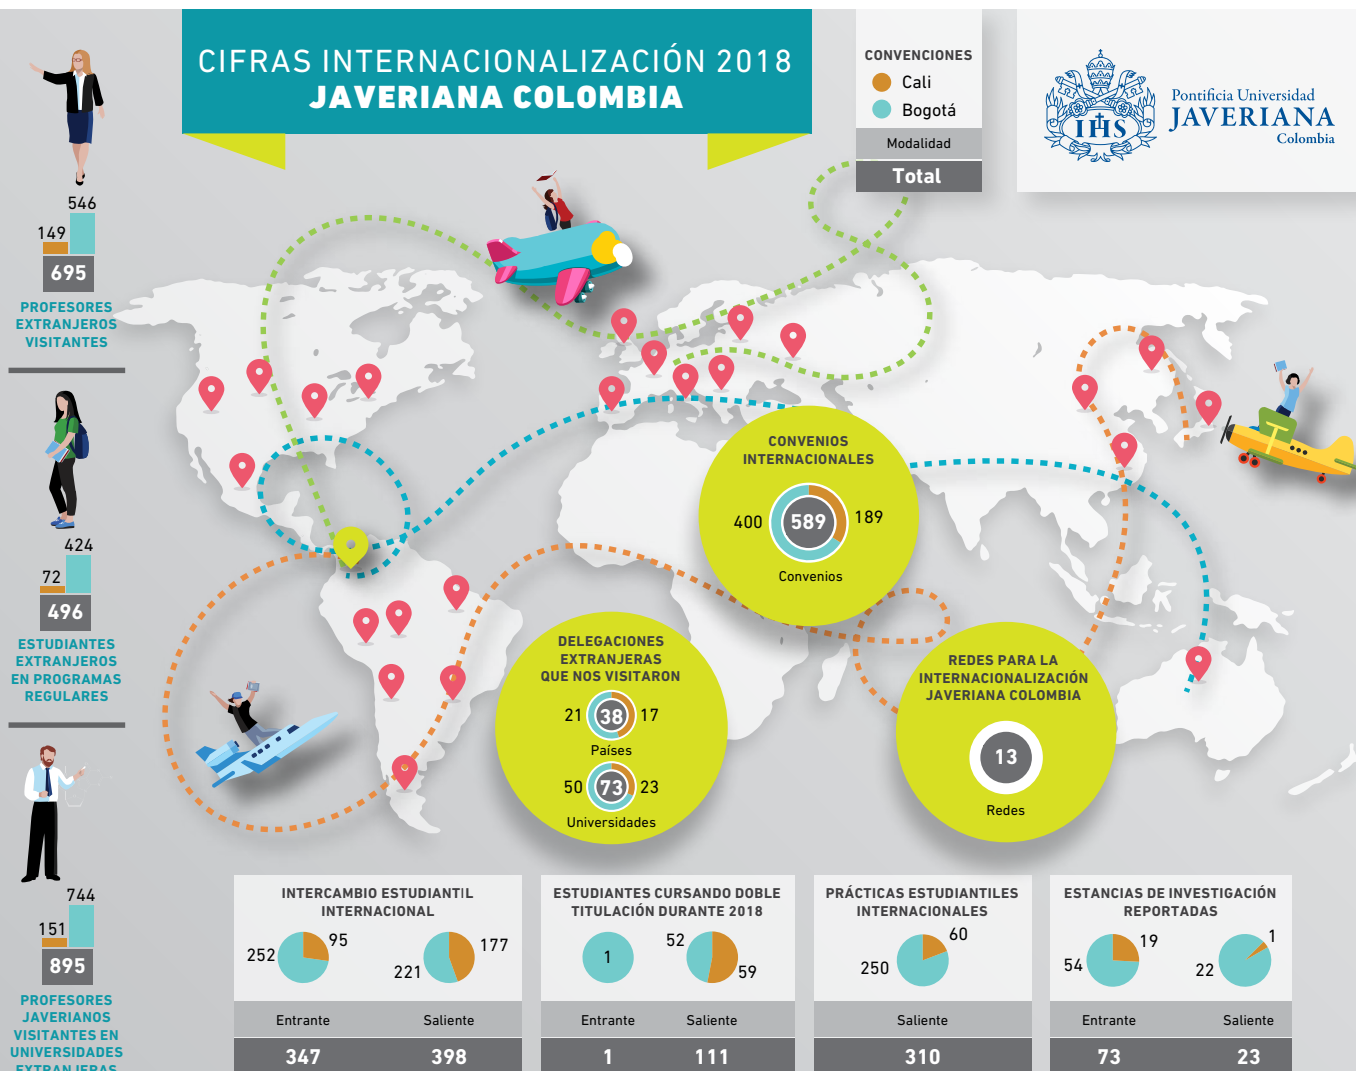 CIFRAS INTERNACIONALIZACIÓN 2018
JAVERIANA COLOMBIA
CONVENCIONES
Cali
Bogotá
Modalidad
Total
IHS
Pontificia Universidad
JAVERIANA
Colombia
546
149
695
PROFESORES
EXTRANJEROS
VISITANTES
424
72
496
ESTUDIANTES
EXTRANJEROS
EN PROGRAMAS
REGULARES
744
151
895
PROFESORES
JAVERIANOS
VISITANTES EN
UNIVERSIDADES
EXTRANJERAS
CONVENIOS
INTERNACIONALES
400 589 189
Convenios
DELEGACIONES
EXTRANJERAS
QUE NOS VISITARON
21 38 17
Países
50 73 23
Universidades
REDES PARA LA
INTERNACIONALIZACIÓN
JAVERIANA COLOMBIA
13
Redes
INTERCAMBIO ESTUDIANTIL
INTERNACIONAL
252 95 221 177
Entrante Saliente
347 398
ESTUDIANTES CURSANDO DOBLE
TITULACIÓN DURANTE 2018
1 52 59
Entrante Saliente
1 111
PRÁCTICAS ESTUDIANTILES
INTERNACIONALES
250 60
Saliente
310
ESTANCIAS DE INVESTIGACIÓN
REPORTADAS
54 19 22 1
Entrante Saliente
73 23